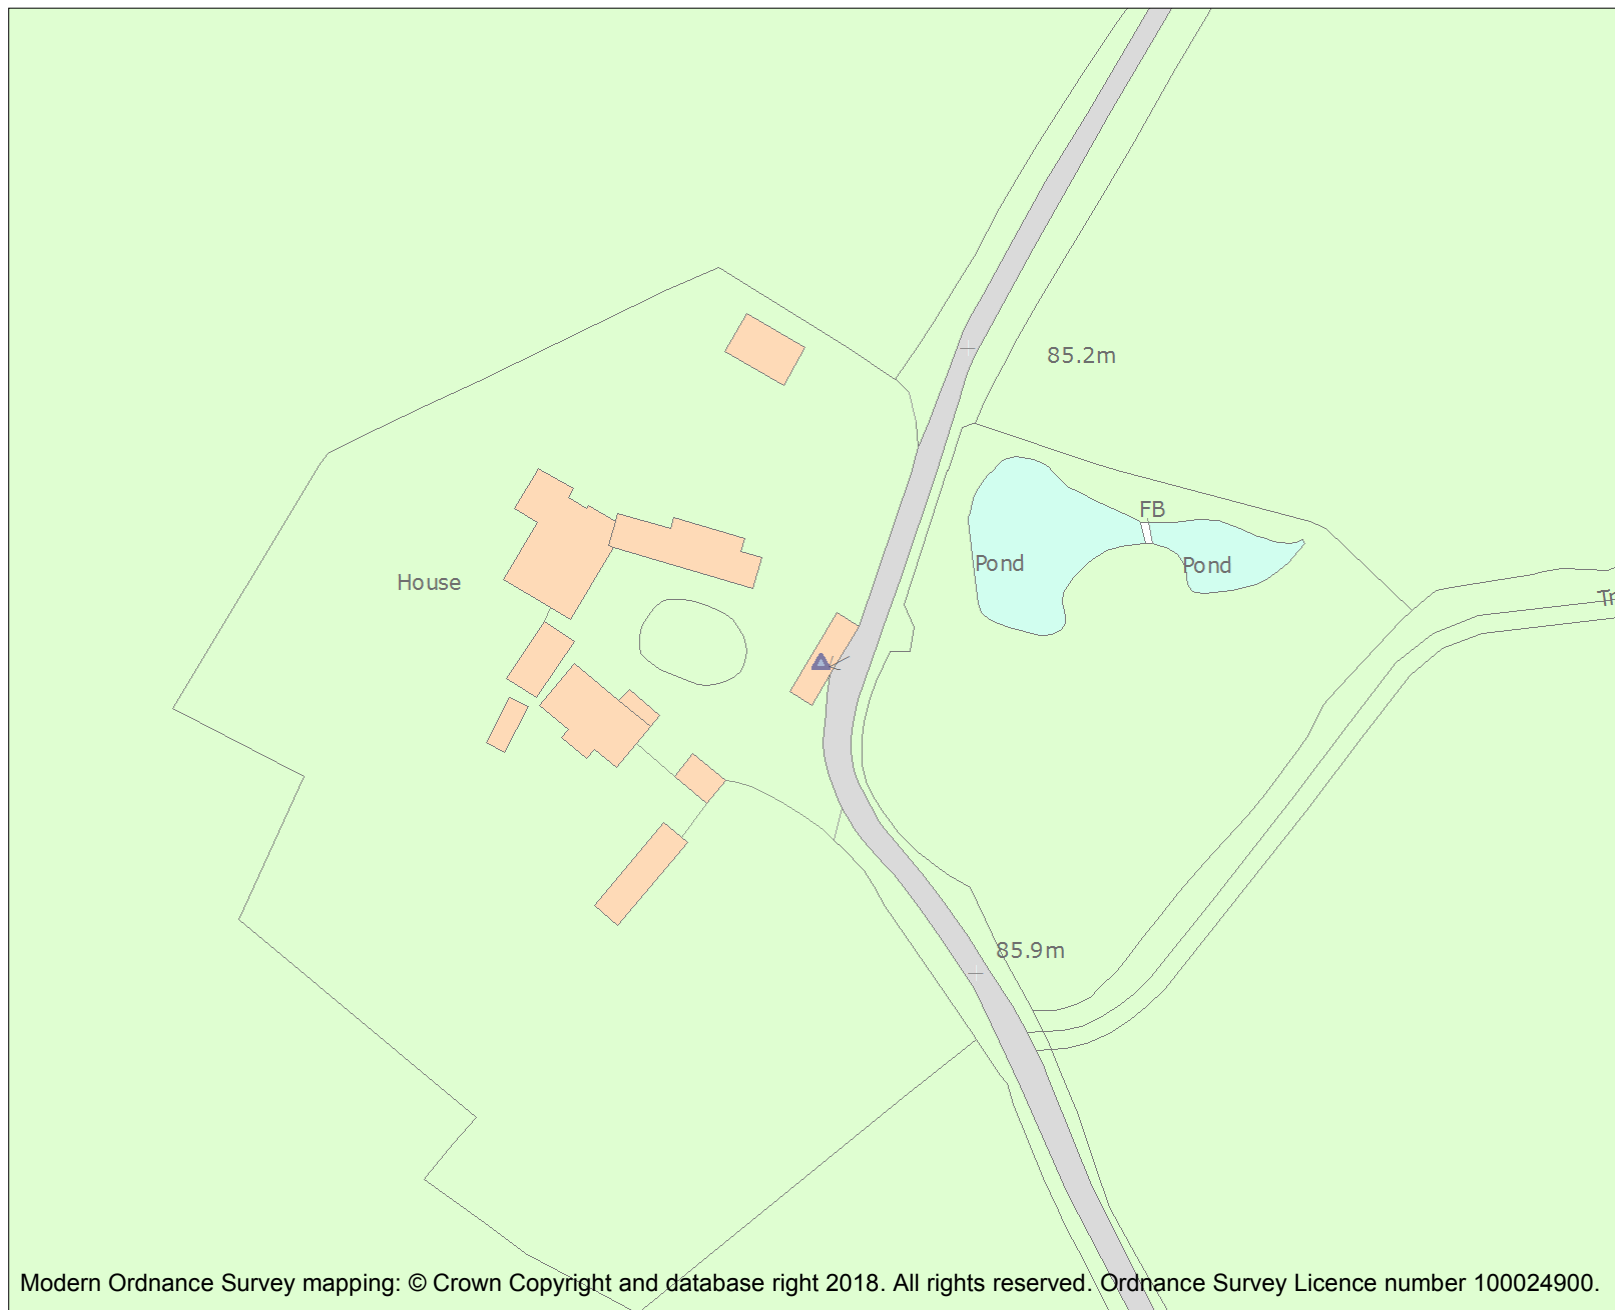 85.2m
FB
Pond
Pond
House
Tr
85.9m
Modern Ordnance Survey mapping: © Crown Copyright and database right 2018. All rights reserved. Ordnance Survey Licence number 100024900.